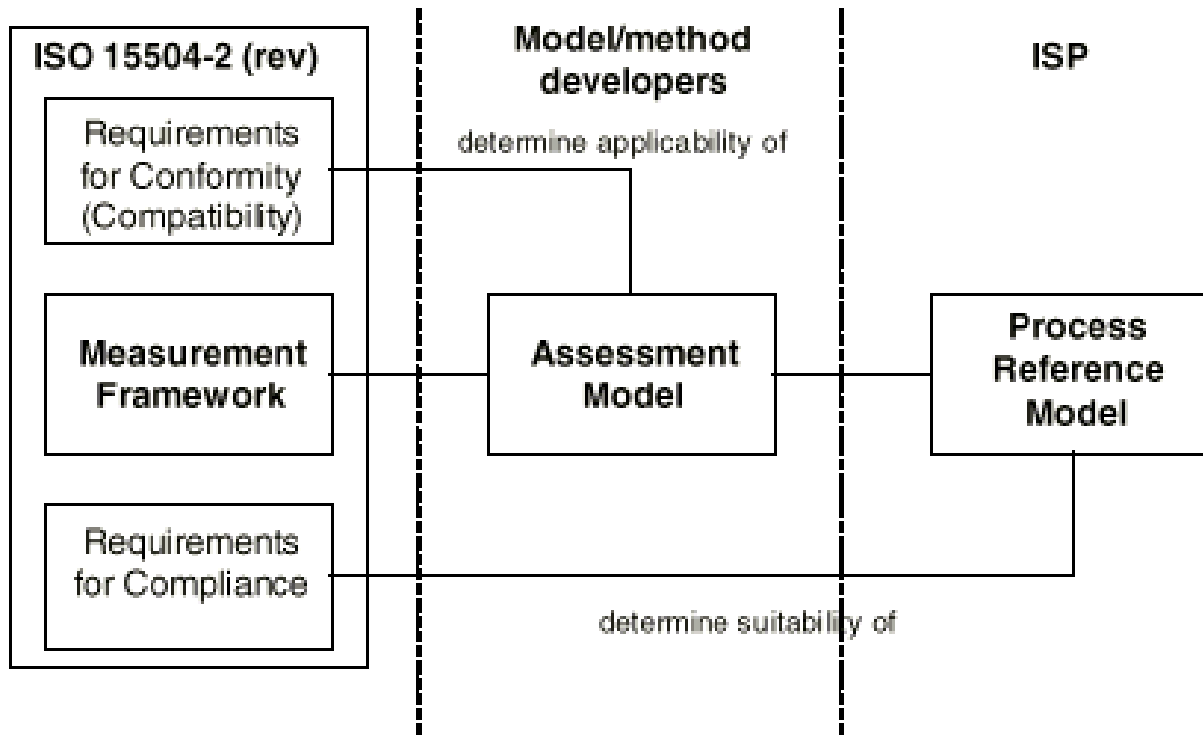 ISO 15504-2 (rev)
Requirements
for Conformity
(Compatibility)
Measurement
Framework
Requirements
for Compliance
Model/method
developers
determine applicability of
Assessment
Model
determine suitability of
ISP
Process
Reference
Model